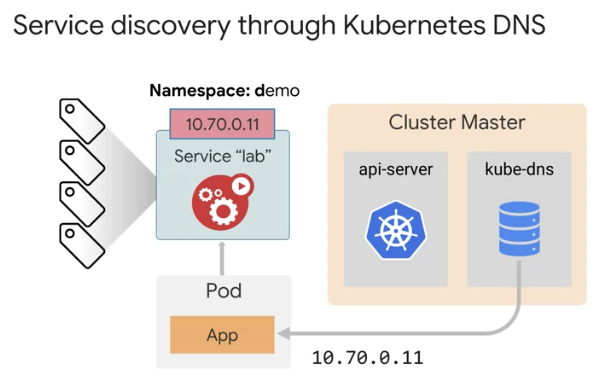 Service discovery through Kubernetes DNS
Namespace: demo
10.70.0.11
Service “lab”
Cluster Master
api-server
kube-dns
Pod
App
10.70.0.11